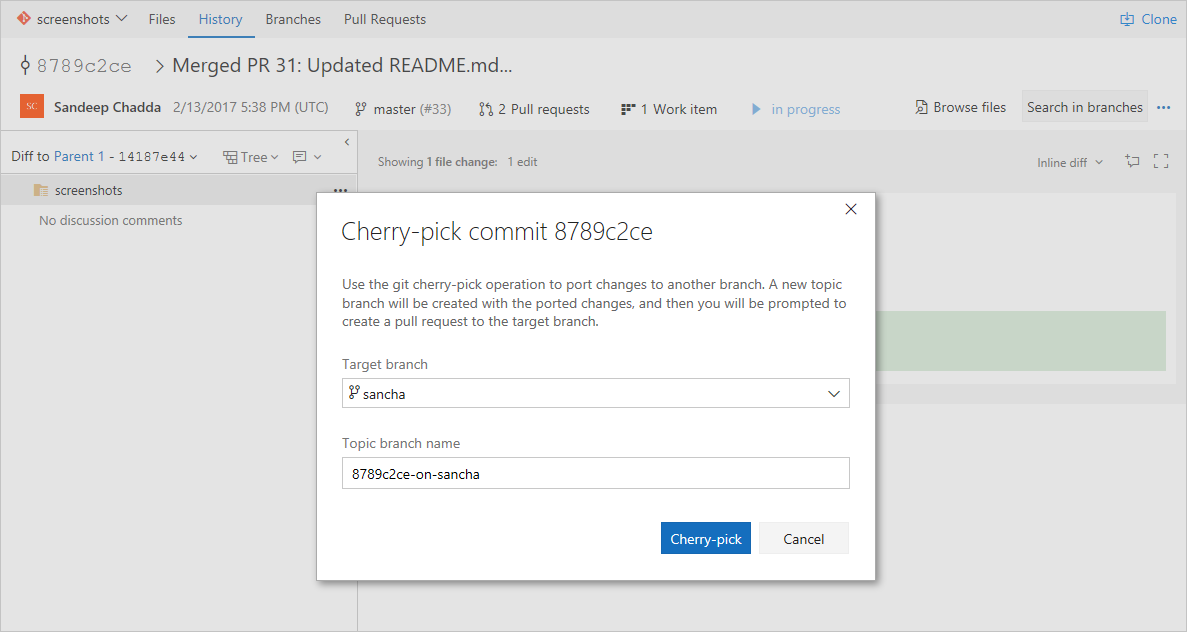 screenshots Files History Branches Pull Requests Clone
8789c2ce > Merged PR 31: Updated README.md...
SC Sandeep Chadda 2/13/2017 5:38 PM (UTC) master (#33) 2 Pull requests 1 Work item in progress Browse files Search in branches ...
Diff to Parent 1 - 14187e44 Tree
Showing 1 file change: 1 edit Inline diff
screenshots ...
No discussion comments
Cherry-pick commit 8789c2ce
Use the git cherry-pick operation to port changes to another branch. A new topic
branch will be created with the ported changes, and then you will be prompted to
create a pull request to the target branch.
Target branch
sancha
Topic branch name
8789c2ce-on-sancha
Cherry-pick Cancel